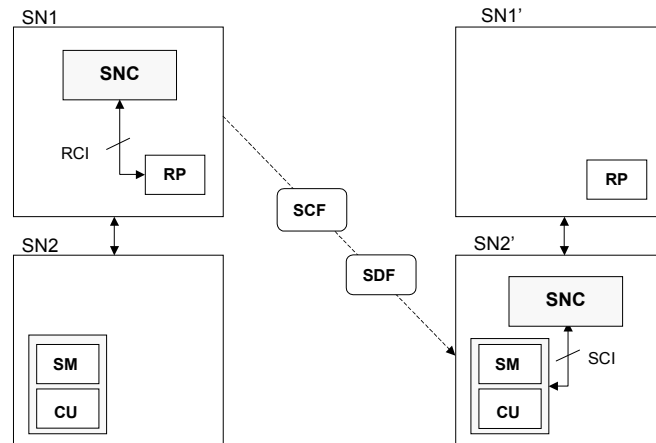 SN1
SNC
RCI
RP
SCF
SDF
SN2
SM
CU
SN1’
RP
SN2’
SNC
SM
SCI
CU